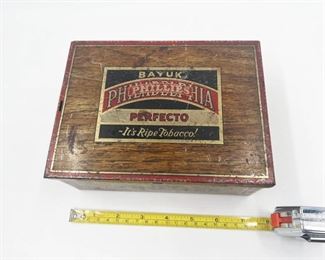 BAYUK
PHILADELPHIA
PERFECTO
It's Ripe Tobacco!